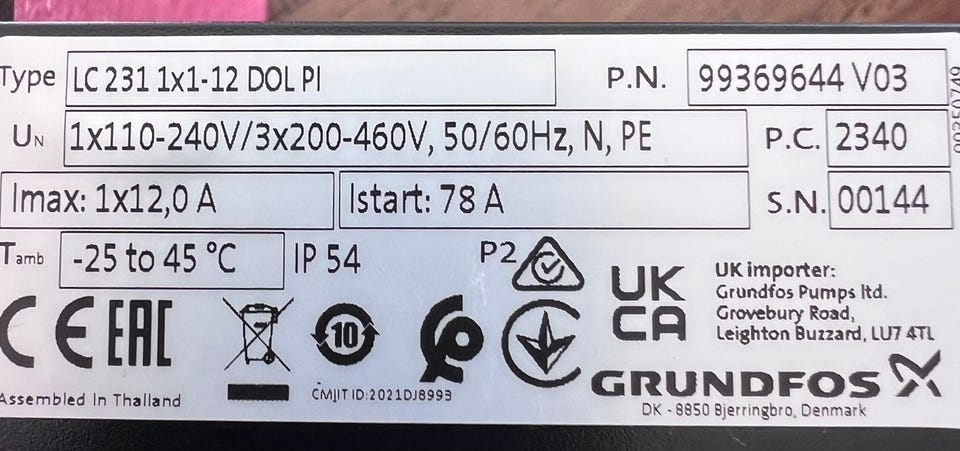 Type LC 231 1x1-12 DOL PI P.N. 99369644 V03
UN 1x110-240V/3x200-460V, 50/60Hz, N, PE P.C. 2340
Imax: 1x12,0 A Istart: 78 A S.N. 00144
Tamb -25 to 45 °C IP 54 P2
CE EAC 10 UK CA
UK importer:
Grundfos Pumps ltd.
Grovebury Road,
Leighton Buzzard, LU7 4TL
Assembled In Thailand
CMIIT ID:2021DJ8993
GRUNDFOS
DK - 8850 Bjerringbro, Denmark